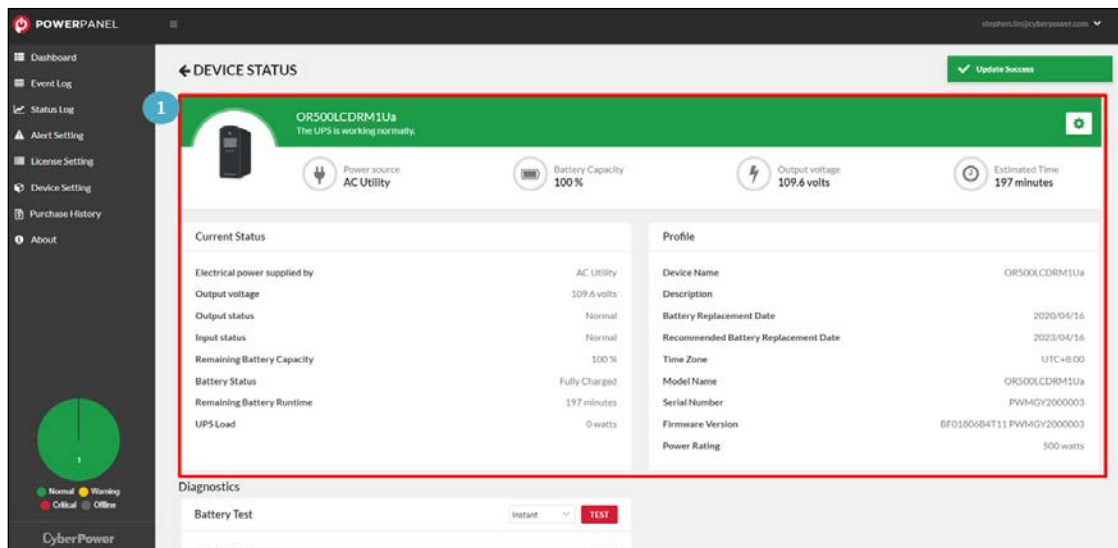 POWERPANEL
stephen.lin@cyberpower.com
Dashboard
Event Log
Status Log
Alert Setting
License Setting
Device Setting
Purchase History
About
1
Normal Warning
Critical Offline
CyberPower
DEVICE STATUS
Update Success
1
OR500LCDRM1Ua
The UPS is working normally.
Power source
AC Utility
Battery Capacity
100 %
Output voltage
109.6 volts
Estimated Time
197 minutes
Current Status
Electrical power supplied by AC Utility
Output voltage 109.6 volts
Output status Normal
Input status Normal
Remaining Battery Capacity 100 %
Battery Status Fully Charged
Remaining Battery Runtime 197 minutes
UPS Load 0 watts
Profile
Device Name OR500LCDRM1Ua
Description
Battery Replacement Date 2020/04/16
Recommended Battery Replacement Date 2023/04/16
Time Zone UTC+8:00
Model Name OR500LCDRM1Ua
Serial Number PWMGY2000003
Firmware Version BF01806B4T11 PWMGY2000003
Power Rating 500 watts
Diagnostics
Battery Test Instant TEST